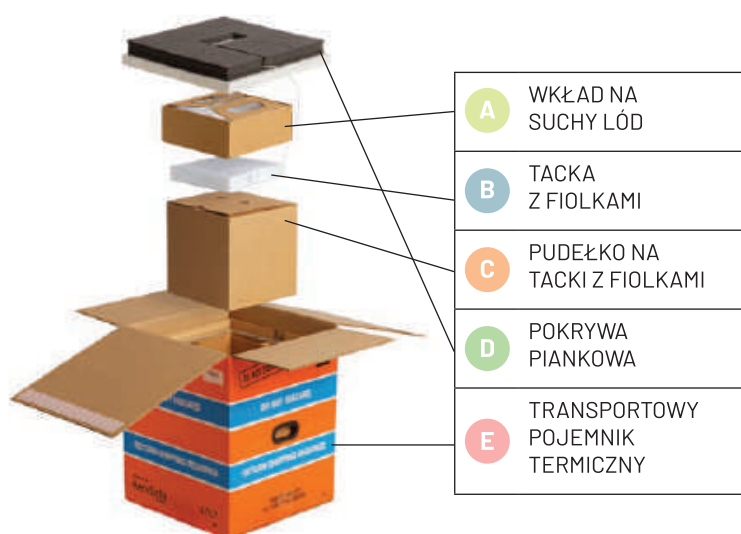 A
WKŁAD NA
SUCHY LÓD
B
TACKA
Z FIOLKAMI
C
PUDEŁKO NA
TACKI Z FIOLKAMI
D
POKRYWA
PIANKOWA
E
TRANSPORTOWY
POJEMNIK
TERMICZNY